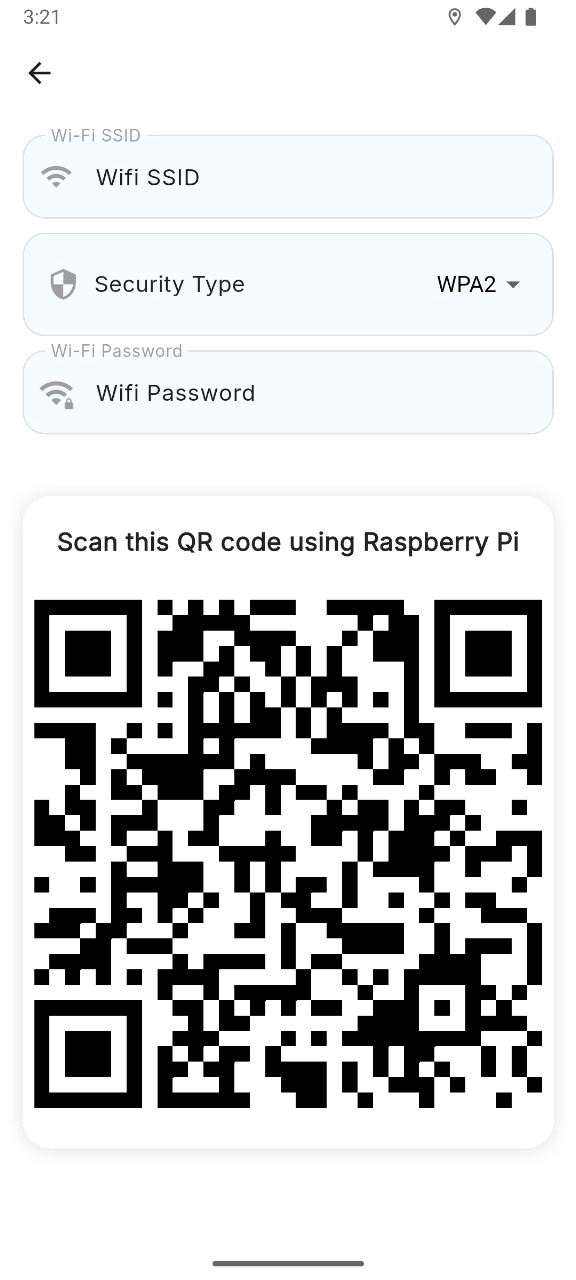 3:21
Wi-Fi SSID
Wifi SSID
Security Type WPA2
Wi-Fi Password
Wifi Password
Scan this QR code using Raspberry Pi